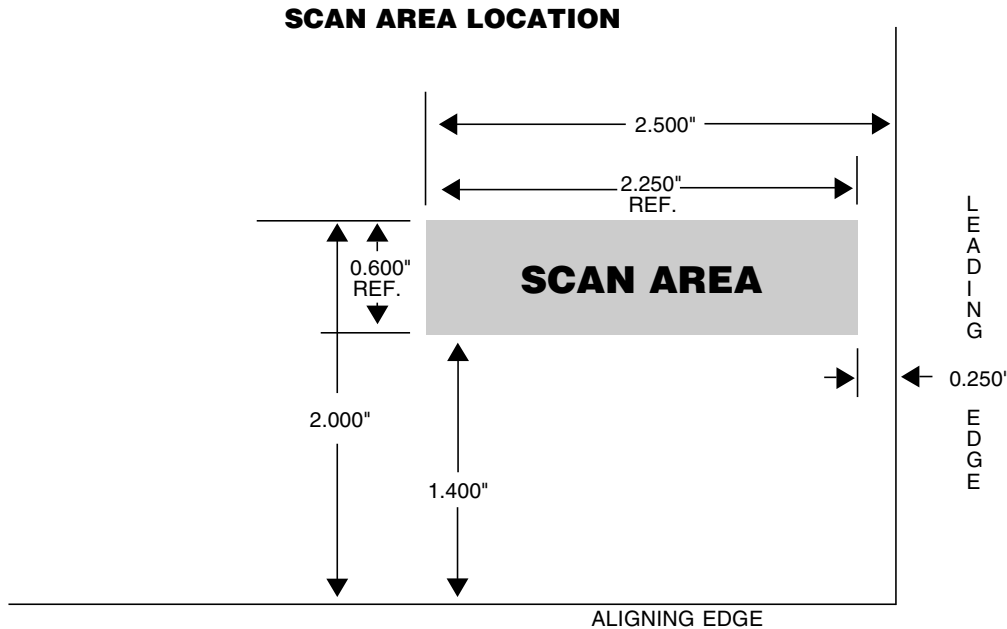 SCAN AREA LOCATION
2.500"
2.250"
REF.
0.600"
REF.
SCAN AREA
LEADING EDGE
0.250'
2.000"
1.400"
ALIGNING EDGE